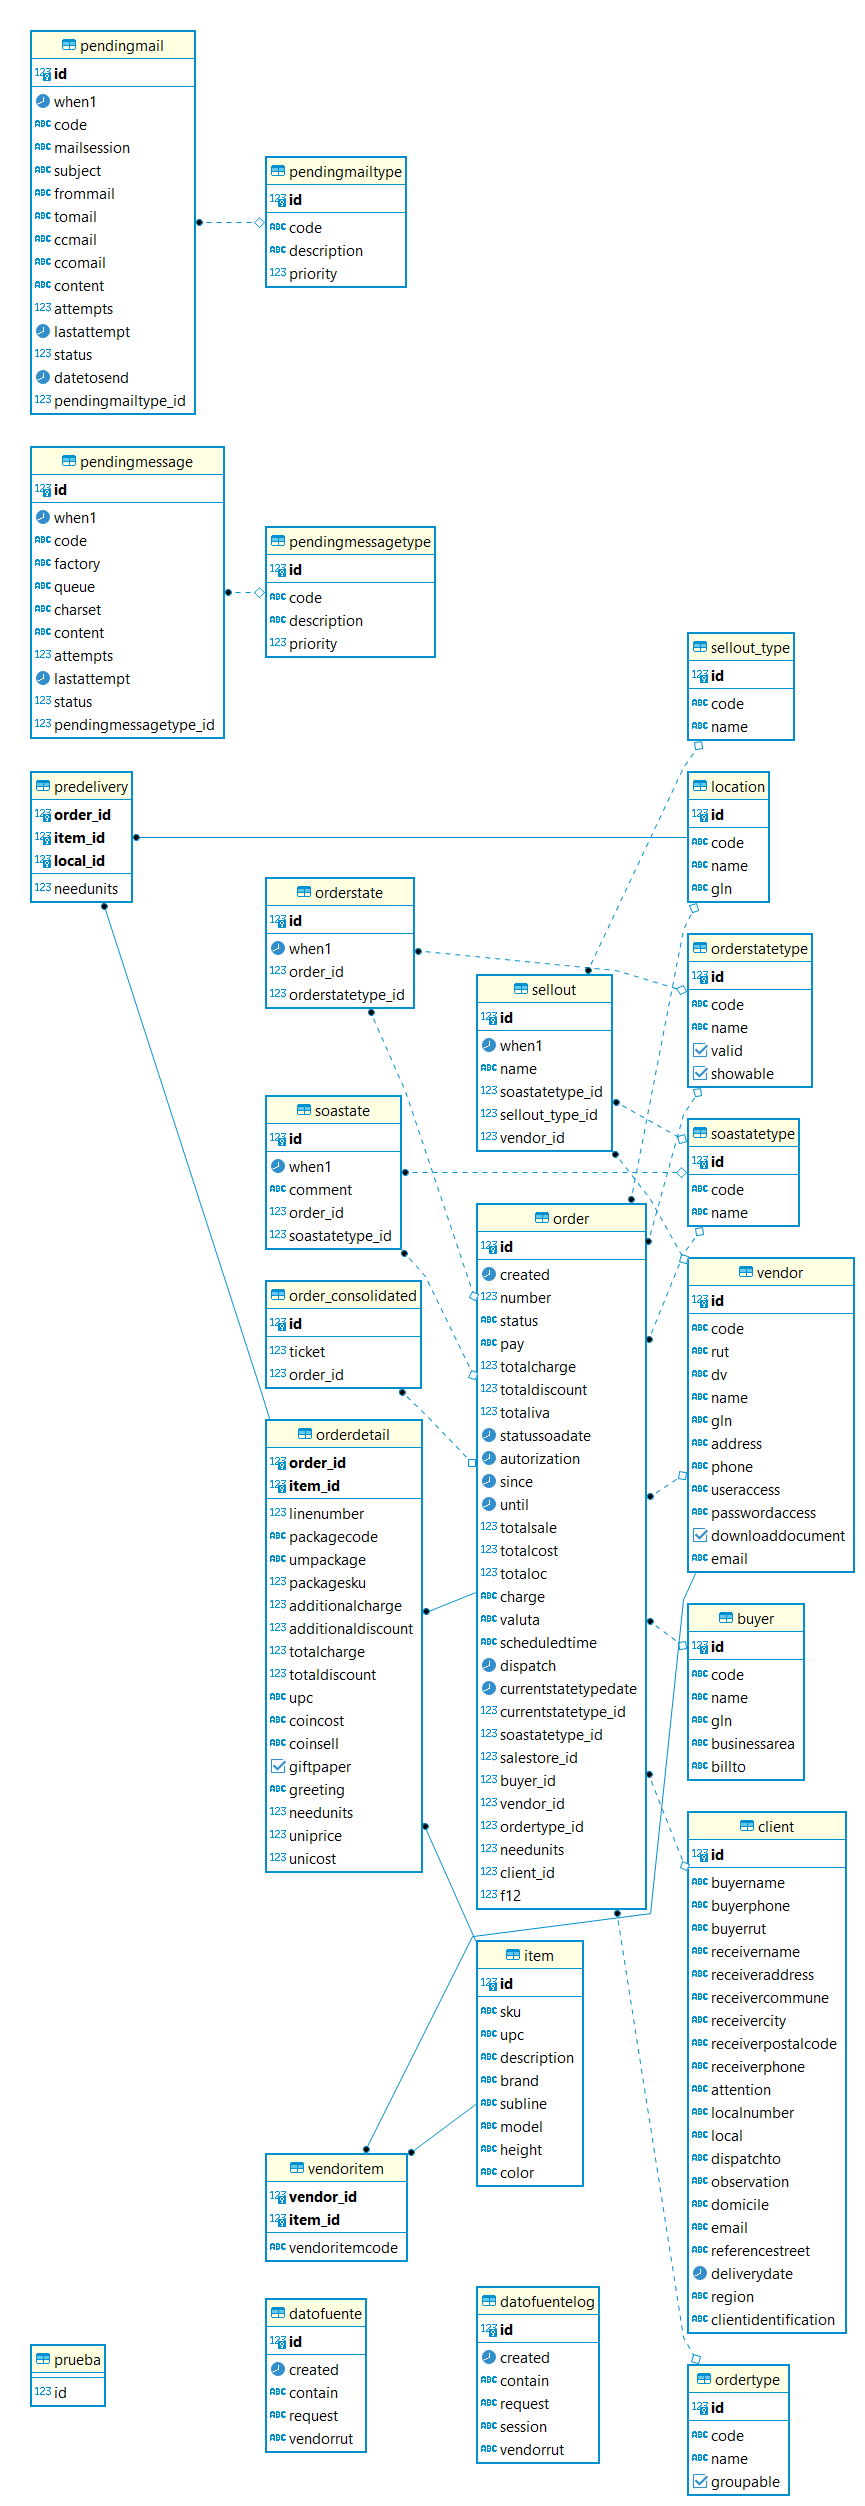 pendingmail
id
when1
code
mailsession
subject
frommail
tomail
ccmail
ccomail
content
attempts
lastattempt
status
datetosend
pendingmailtype_id
pendingmailtype
id
code
description
priority
pendingmessage
id
when1
code
factory
queue
charset
content
attempts
lastattempt
status
pendingmessagetype_id
pendingmessagetype
id
code
description
priority
sellout_type
id
code
name
predelivery
order_id
item_id
local_id
needunits
location
id
code
name
gln
orderstate
id
when1
order_id
orderstatetype_id
orderstatetype
id
code
name
valid
showable
sellout
id
when1
name
soastatetype_id
sellout_type_id
vendor_id
soastate
id
when1
comment
order_id
soastatetype_id
soastatetype
id
code
name
order
id
created
number
status
pay
totalcharge
totaldiscount
totaliva
statussoadate
autorization
since
until
totalsale
totalcost
totaloc
charge
valuta
scheduledtime
dispatch
currentstatetypedate
currentstatetype_id
soastatetype_id
salestore_id
buyer_id
vendor_id
ordertype_id
needunits
client_id
f12
vendor
id
code
rut
dv
name
gln
address
phone
useraccess
passwordaccess
downloaddocument
email
order_consolidated
id
ticket
order_id
orderdetail
order_id
item_id
linenumber
packagecode
umpackage
packagesku
additionalcharge
additionaldiscount
totalcharge
totaldiscount
upc
coincost
coinsell
giftpaper
greeting
needunits
uniprice
unicost
buyer
id
code
name
gln
businessarea
billto
client
id
buyername
buyerphone
buyerrut
receivername
receiveraddress
receivercommune
receivercity
receiverpostalcode
receiverphone
attention
localnumber
local
dispatchto
observation
domicile
email
referencestreet
deliverydate
region
clientidentification
item
id
sku
upc
description
brand
subline
model
height
color
vendoritem
vendor_id
item_id
vendoritemcode
datofuente
id
created
contain
request
vendorrut
datofuentelog
id
created
contain
request
session
vendorrut
prueba
id
ordertype
id
code
name
groupable